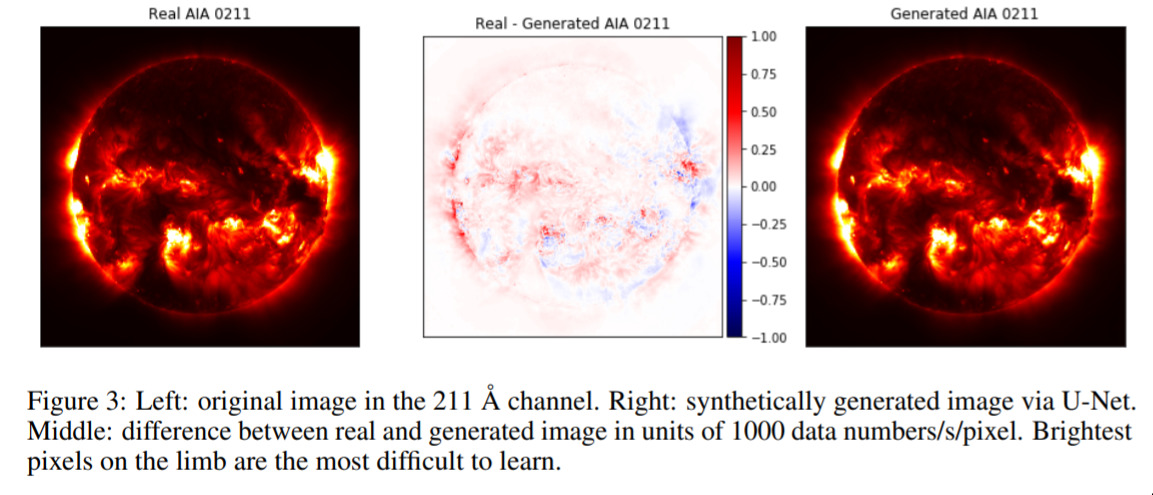 Real AIA 0211
Real - Generated AIA 0211
Generated AIA 0211
1.00
0.75
0.50
0.25
0.00
−0.25
−0.50
−0.75
−1.00
Figure 3: Left: original image in the 211 Å channel. Right: synthetically generated image via U-Net.
Middle: difference between real and generated image in units of 1000 data numbers/s/pixel. Brightest
pixels on the limb are the most difficult to learn.